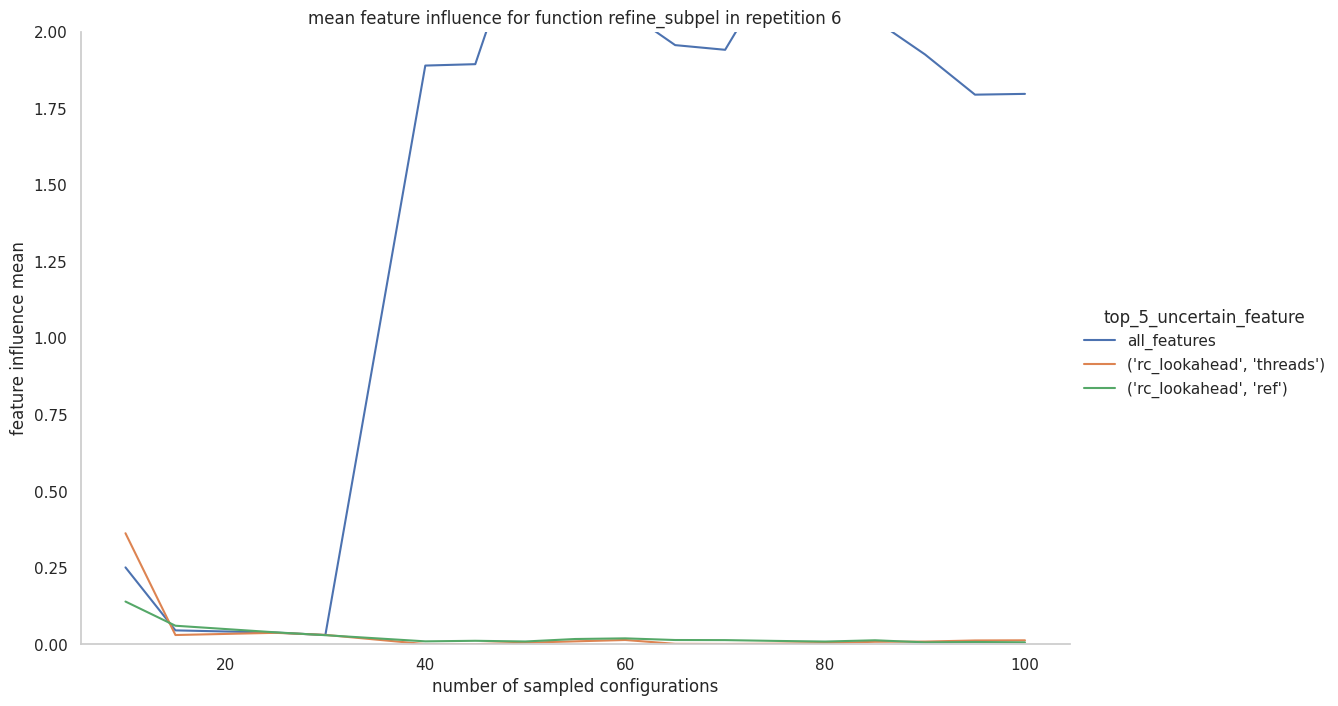 mean feature influence for function refine_subpel in repetition 6
2.00
1.75
1.50
1.25
1.00
0.75
0.50
0.25
0.00
feature influence mean
20
40
60
80
100
number of sampled configurations
top_5_uncertain_feature
all_features
('rc_lookahead', 'threads')
('rc_lookahead', 'ref')